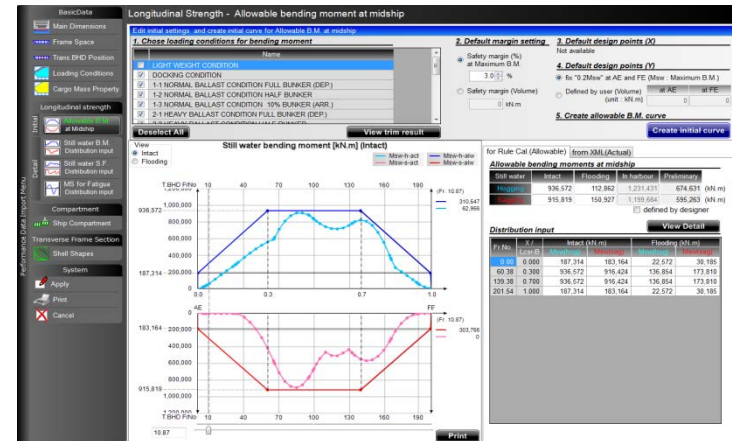 BasicData
Main Dimensions
Frame Space
Trans.BHD Position
Loading Conditions
Cargo Mass Property
Longitudinal strength
Initial
Allowable B.M.
at Midship
Detail
Still water B.M.
Distribution input
Still water S.F.
Distribution input
MS for Fatigue
Distribution input
Compartment
Ship Compartment
Transverse Frame Section
Shell Shapes
System
Apply
Print
Cancel
Performance Data Import Menu
Longitudinal Strength - Allowable bending moment at midship
Edit initial settings, and create initial curve for Allowable B.M. at midship
1. Chose loading conditions for bending moment
Name
LIGHT WEIGHT CONDITION
DOCKING CONDITION
1-1 NORMAL BALLAST CONDITION FULL BUNKER (DEP.)
1-2 NORMAL BALLAST CONDITION HALF BUNKER
1-3 NORMAL BALLAST CONDITION 10% BUNKER (ARR.)
2-1 HEAVY BALLAST CONDITION FULL BUNKER (DEP.)
Deselect All
View trim result
2. Default margin setting
Safety margin (%)
at Maximum B.M.
3.0 %
Safety margin (Volume)
0 kN.m
3. Default design points (X)
Not available
4. Default design points (Y)
fix "0.2Msw" at AE and FE (Msw : Maximum B.M.)
Defined by user (Volume) at AE at FE
(unit : kN.m) 0 0
5. Create allowable B.M. curve
Create initial curve
View
Intact
Flooding
Still water bending moment [kN.m] (Intact)
Msw-h-act Msw-h-alw
Msw-s-act Msw-s-alw
T.BHD F/No 10 40 70 100 130 160 190
(Fr. 10.87)
310,547
62,956
1,000,000
936,572
800,000
600,000
400,000
187,314 200,000
0
0.0 0.3 0.7 1.0
AE FE
(Fr. 10.87)
303,766
0
183,164 200,000
400,000
600,000
800,000
915,819
1,000,000
T.BHD F/No 10 40 70 100 130 160 190
10.87
Print
for Rule Cal (Allowable) from XML(Actual)
Allowable bending moments at midship
Still water Intact Flooding In harbour Preliminary
Hogging 936,572 112,862 1,231,431 674,631 (kN.m)
915,819 150,927 1,199,684 595,263 (kN.m)
defined by designer
View Detail
Distribution input
Fr No. X / Intact (kN.m) Flooding (kN.m)
0.00 0.000 187,314 183,164 22,572 30,185
60.38 0.300 936,572 916,424 136,854 173,810
139.38 0.700 936,572 916,424 136,854 173,810
201.54 1.000 187,314 183,164 22,572 30,185